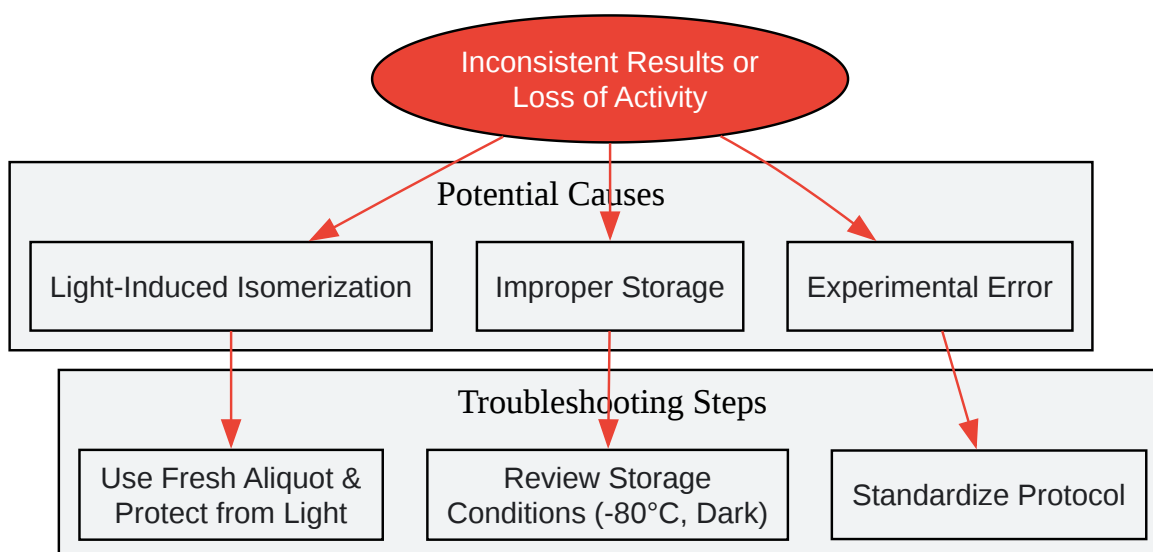 Inconsistent Results or
Loss of Activity
Potential Causes
Light-Induced Isomerization
Improper Storage
Experimental Error
Troubleshooting Steps
Use Fresh Aliquot &
Protect from Light
Review Storage
Conditions (-80°C, Dark)
Standardize Protocol